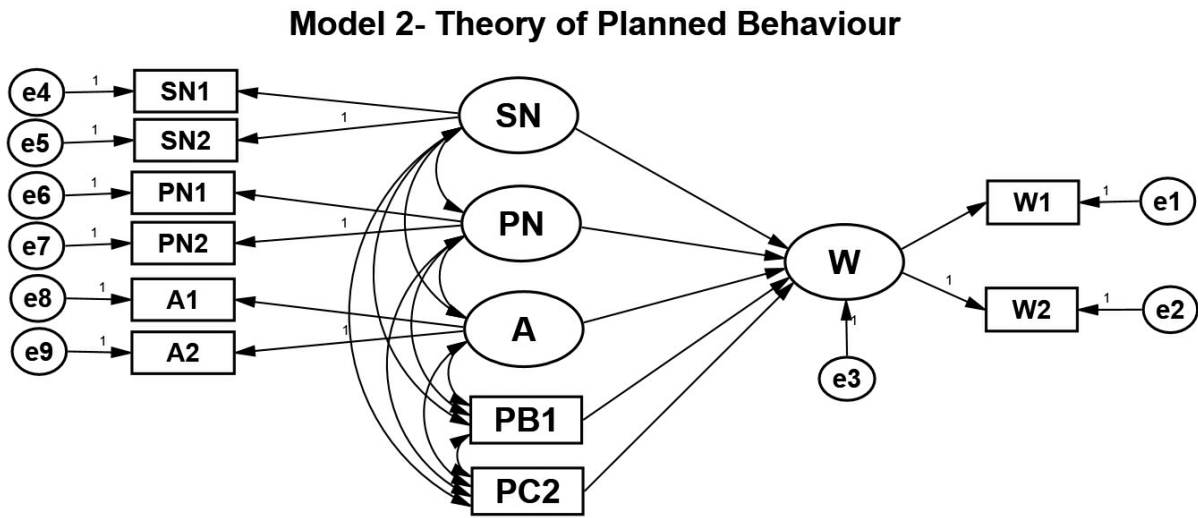 Model 2- Theory of Planned Behaviour
e4 1 SN1
SN
e5 1 SN2 1
e6 1 PN1
PN
e7 1 PN2 1
W1 1 e1
W
e8 1 A1
A
e9 1 A2 1
1 W2 1 e2
1
e3
PB1
PC2